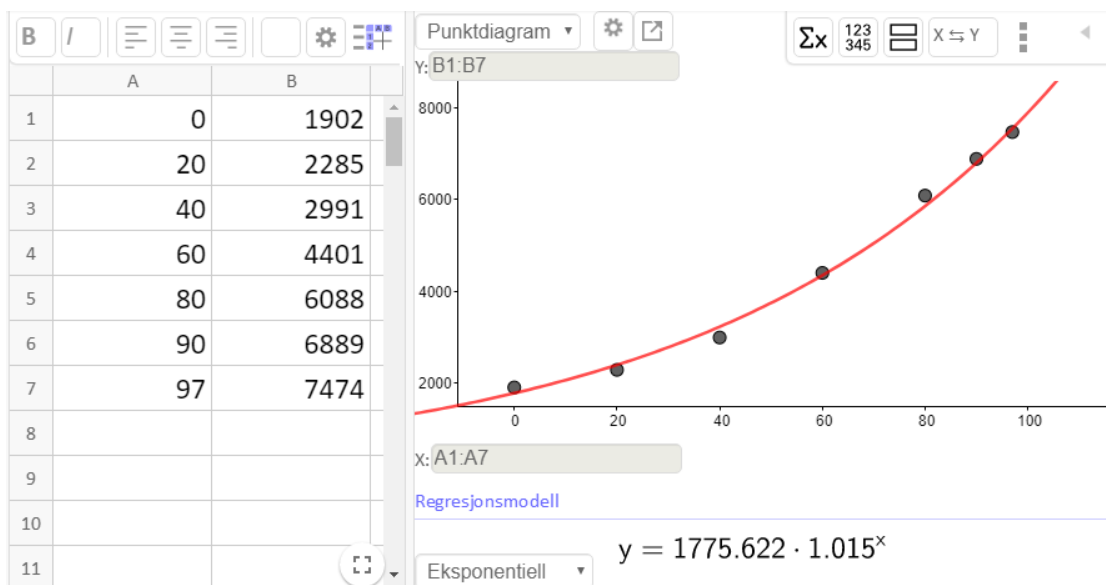 B I
Punktdiagram
Σx 123 345 X ⇆ Y
Y: B1:B7
A B
1 0 1902
2 20 2285
3 40 2991
4 60 4401
5 80 6088
6 90 6889
7 97 7474
8
9
10
11
8000
6000
4000
2000
0 20 40 60 80 100
X: A1:A7
Regresjonsmodell
Eksponentiell
y = 1775.622 · 1.015ˣ